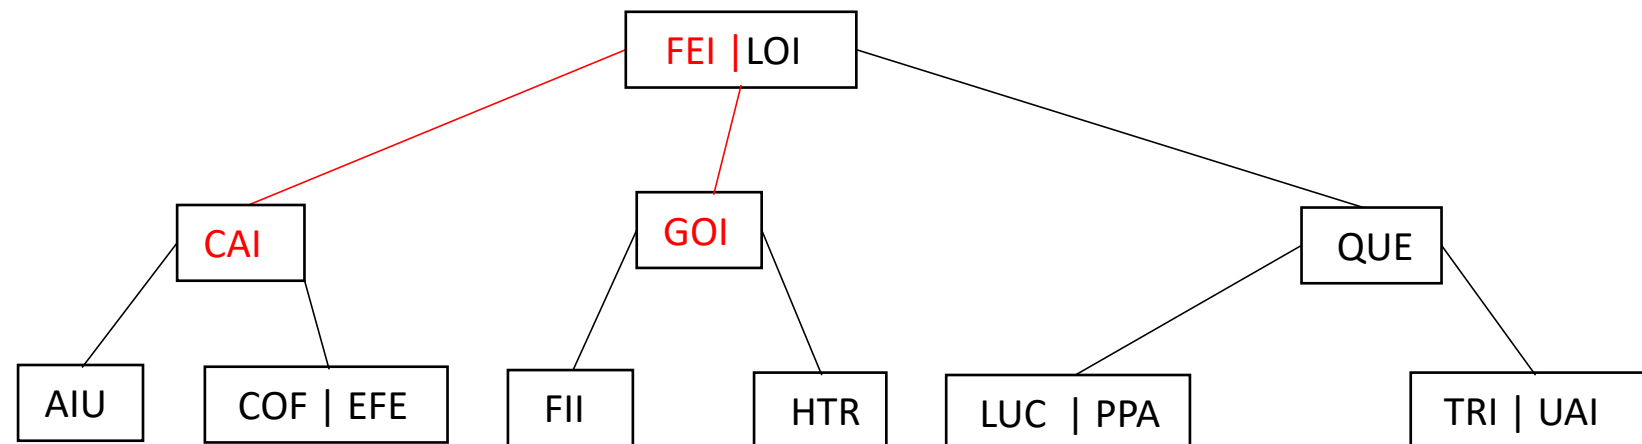 FEI | LOI
CAI
GOI
QUE
AIU
COF | EFE
FII
HTR
LUC | PPA
TRI | UAI